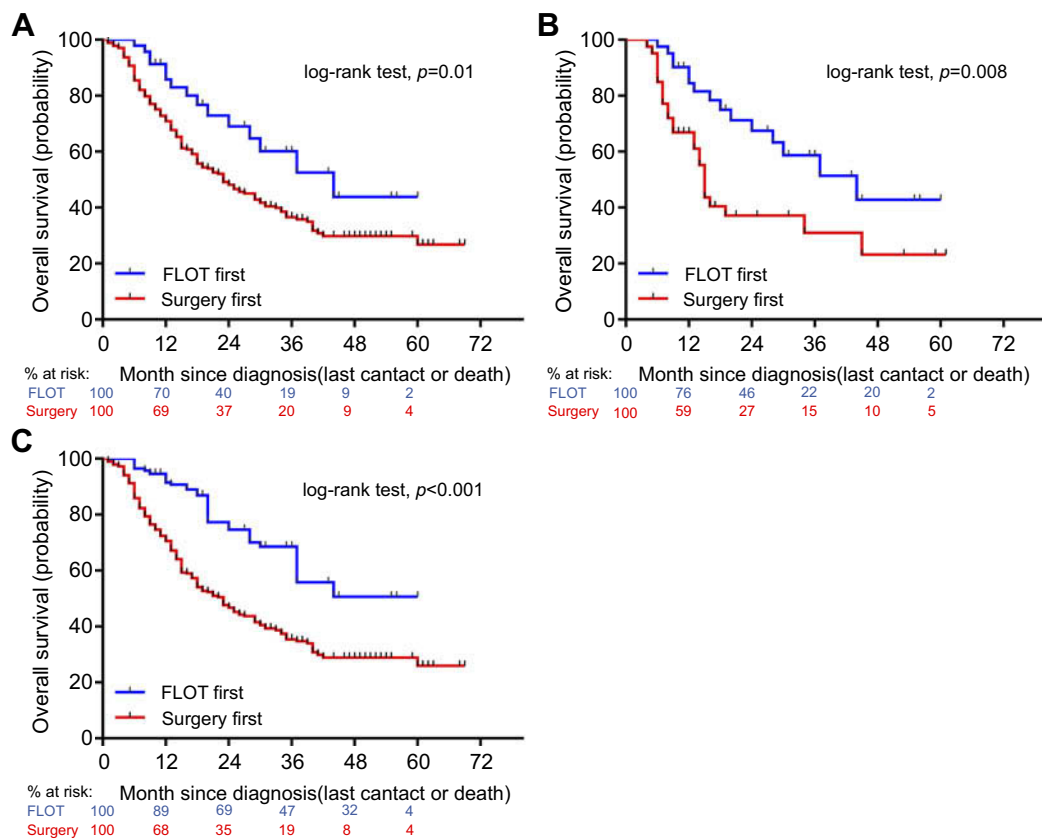 A
100
80
60
40
20
0
Overall survival (probability)
log-rank test, p=0.01
FLOT first
Surgery first
0 12 24 36 48 60 72
% at risk: Month since diagnosis(last cantact or death)
FLOT 100 70 40 19 9 2
Surgery 100 69 37 20 9 4
B
100
80
60
40
20
0
Overall survival (probability)
log-rank test, p=0.008
FLOT first
Surgery first
0 12 24 36 48 60 72
% at risk: Month since diagnosis(last cantact or death)
FLOT 100 76 46 22 20 2
Surgery 100 59 27 15 10 5
C
100
80
60
40
20
0
Overall survival (probability)
log-rank test, p<0.001
FLOT first
Surgery first
0 12 24 36 48 60 72
% at risk: Month since diagnosis(last cantact or death)
FLOT 100 89 69 47 32 4
Surgery 100 68 35 19 8 4